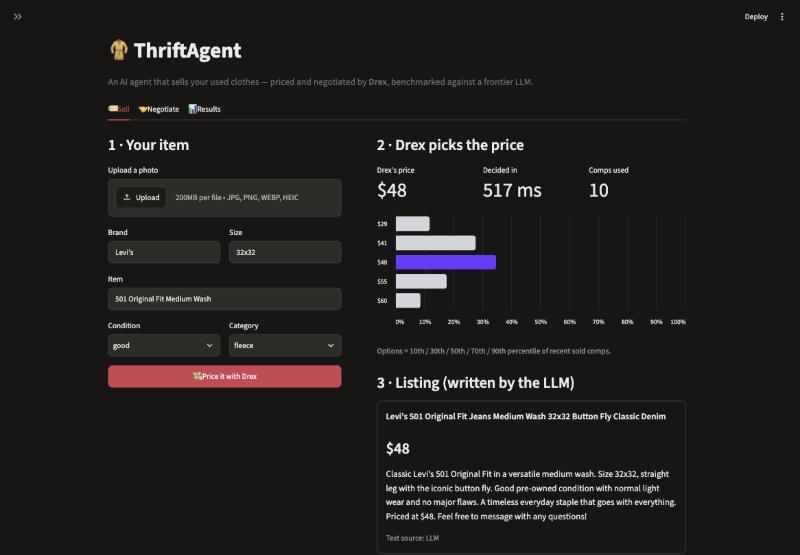 Deploy
ThriftAgent
An AI agent that sells your used clothes — priced and negotiated by Drex, benchmarked against a frontier LLM.
Sell
Negotiate
Results
1 · Your item
Upload a photo
Upload
200MB per file • JPG, PNG, WEBP, HEIC
Brand
Size
Levi's
32x32
Item
501 Original Fit Medium Wash
Condition
Category
good
fleece
Price it with Drex
2 · Drex picks the price
Drex's price
Decided in
Comps used
$48
517 ms
10
$29
$41
$48
$55
$60
0% 10% 20% 30% 40% 50% 60% 70% 80% 90% 100%
Options = 10th / 30th / 50th / 70th / 90th percentile of recent sold comps.
3 · Listing (written by the LLM)
Levi's 501 Original Fit Jeans Medium Wash 32x32 Button Fly Classic Denim
$48
Classic Levi's 501 Original Fit in a versatile medium wash. Size 32x32, straight
leg with the iconic button fly. Good pre-owned condition with normal light
wear and no major flaws. A timeless everyday staple that goes with everything.
Priced at $48. Feel free to message with any questions!
Text source: LLM